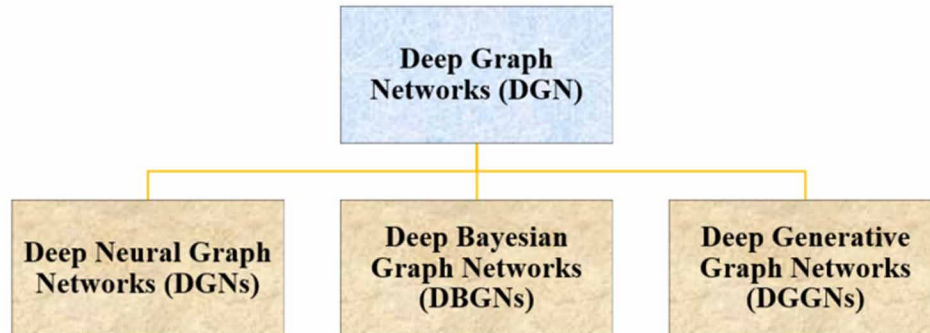 Deep Graph
Networks (DGN)
Deep Neural Graph
Networks (DGNs)
Deep Bayesian
Graph Networks
(DBGNs)
Deep Generative
Graph Networks
(DGGNs)